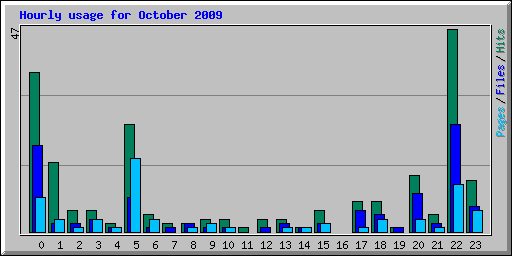 Hourly usage for October 2009
47
Pages / Files / Hits
0 1 2 3 4 5 6 7 8 9 10 11 12 13 14 15 16 17 18 19 20 21 22 23